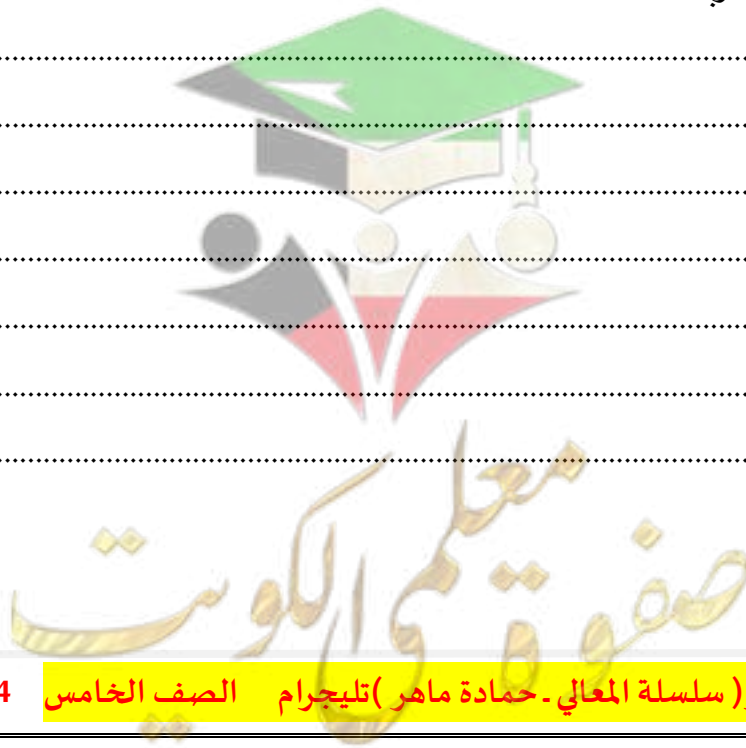 صفوة معلمي الكويت
( سلسلة المعالي ـ حمادة ماهر )تليجرام الصف الخامس 4